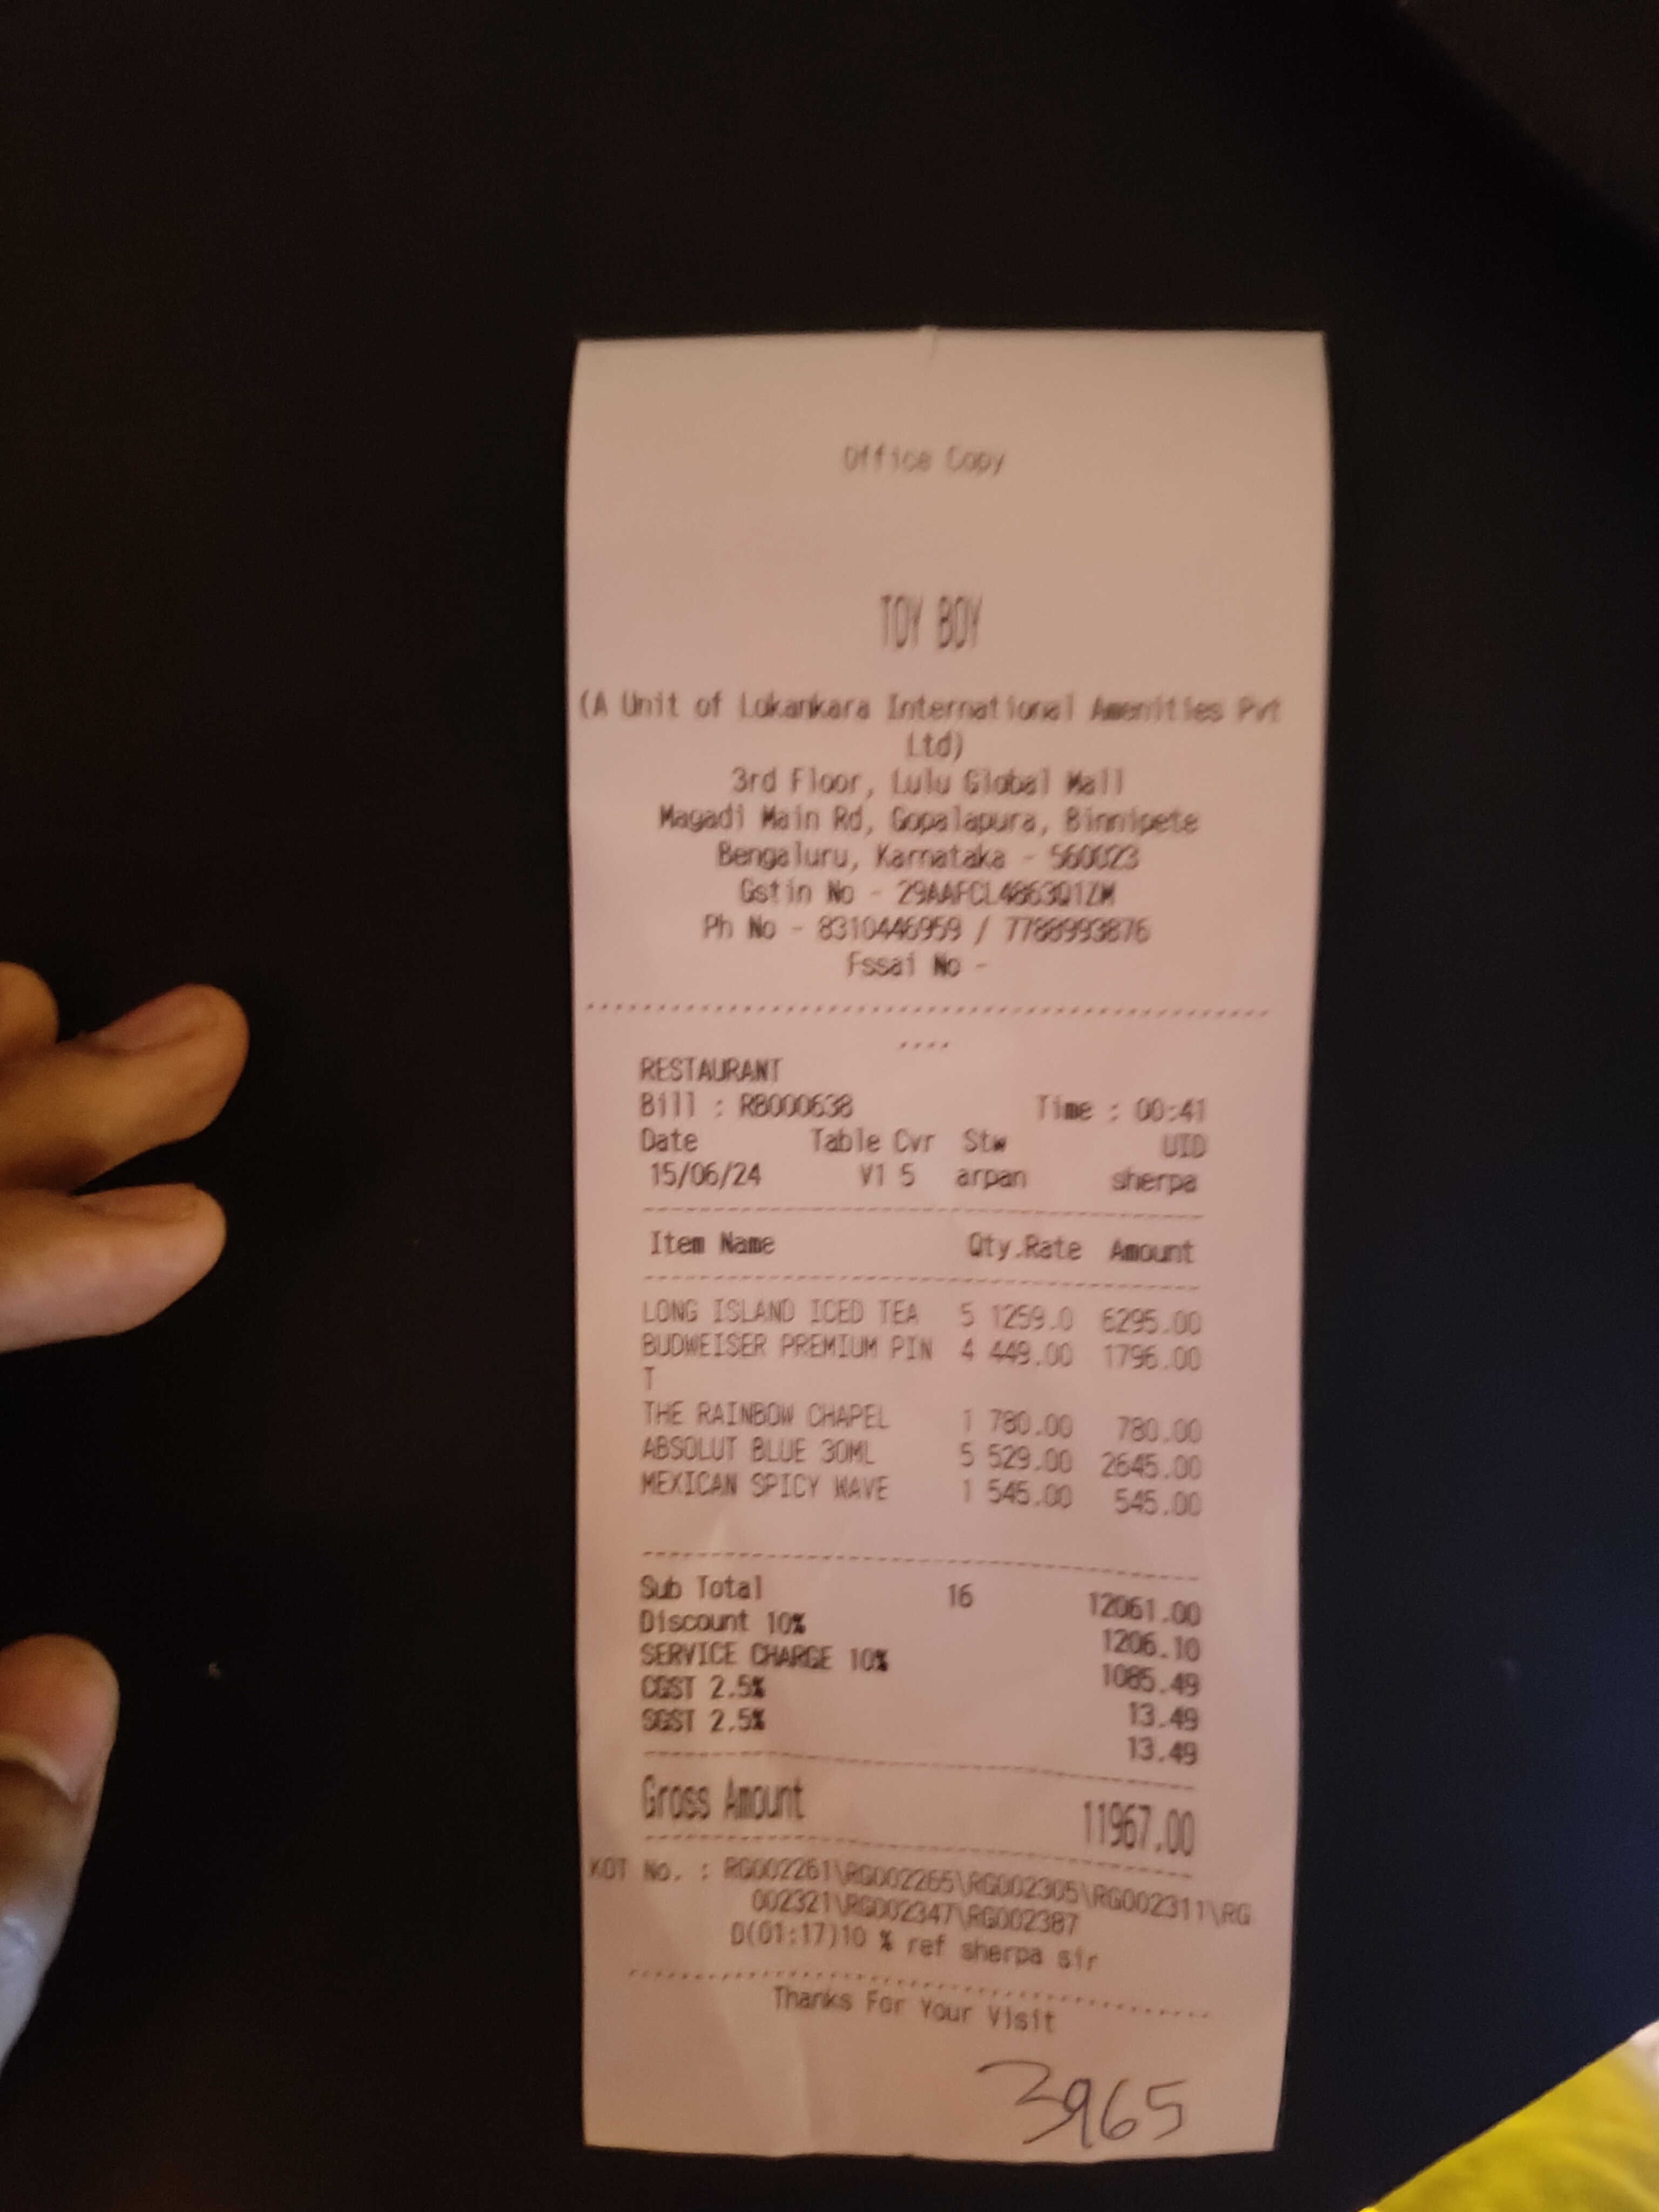 Office Copy
TOY BOY
(A Unit of Lokankara International Amenities Pvt
Ltd)
3rd Floor, Lulu Global Mall
Magadi Main Rd, Gopalapura, Binnipete
Bengaluru, Karnataka - 560023
Gstin No - 29AAFCL4863Q1ZM
Ph No - 8310446959 / 7788993876
Fssai No -
RESTAURANT
Bill : RB000638 Time : 00:41
Date Table Cvr Stw UID
15/06/24 V1 5 arpan sherpa
Item Name Qty.Rate Amount
LONG ISLAND ICED TEA 5 1259.0 6295.00
BUDWEISER PREMIUM PIN 4 449.00 1796.00
T
THE RAINBOW CHAPEL 1 780.00 780.00
ABSOLUT BLUE 30ML 5 529.00 2645.00
MEXICAN SPICY WAVE 1 545.00 545.00
Sub Total 16 12061.00
Discount 10% 1206.10
SERVICE CHARGE 10% 1085.49
CGST 2.5% 13.49
SGST 2.5% 13.49
Gross Amount 11967.00
KOT No. : RG002261\RG002265\RG002305\RG002311\RG
002321\RG002347\RG002387
D(01:17)10 % ref sherpa sir
Thanks For Your Visit
3965